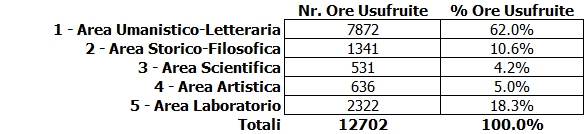 Nr. Ore Usufruite % Ore Usufruite
1 - Area Umanistico-Letteraria 7872 62.0%
2 - Area Storico-Filosofica 1341 10.6%
3 - Area Scientifica 531 4.2%
4 - Area Artistica 636 5.0%
5 - Area Laboratorio 2322 18.3%
Totali 12702 100.0%